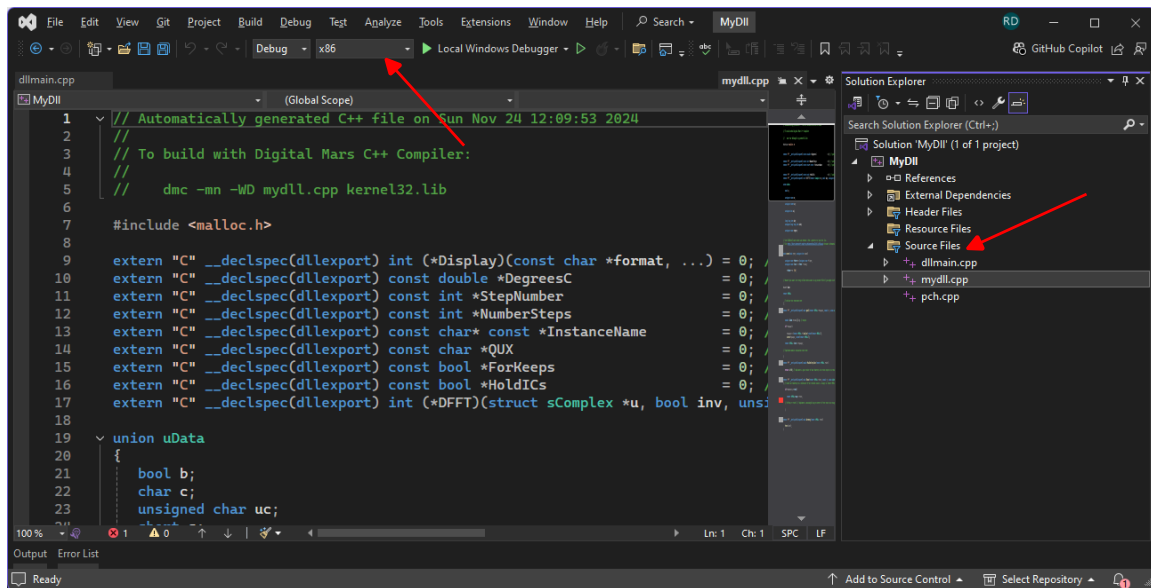 File Edit View Git Project Build Debug Test Analyze Tools Extensions Window Help Search MyDll RD
Debug x86 Local Windows Debugger GitHub Copilot
dllmain.cpp mydll.cpp
MyDll (Global Scope)
1 // Automatically generated C++ file on Sun Nov 24 12:09:53 2024
2 //
3 // To build with Digital Mars C++ Compiler:
4 //
5 // dmc -mn -WD mydll.cpp kernel32.lib
6
7 #include <malloc.h>
8
9 extern "C" __declspec(dllexport) int (*Display)(const char *format, ...) = 0; /
10 extern "C" __declspec(dllexport) const double *DegreesC = 0; /
11 extern "C" __declspec(dllexport) const int *StepNumber = 0; /
12 extern "C" __declspec(dllexport) const int *NumberSteps = 0; /
13 extern "C" __declspec(dllexport) const char* const *InstanceName = 0; /
14 extern "C" __declspec(dllexport) const char *QUX = 0; /
15 extern "C" __declspec(dllexport) const bool *ForKeeps = 0; /
16 extern "C" __declspec(dllexport) const bool *HoldICs = 0; /
17 extern "C" __declspec(dllexport) int (*DFFT)(struct sComplex *u, bool inv, unsi
18
19 union uData
20 {
21 bool b;
22 char c;
23 unsigned char uc;
100 % 1 0 Ln: 1 Ch: 1 SPC LF
Output Error List
Ready Add to Source Control Select Repository 1
Solution Explorer
Search Solution Explorer (Ctrl+;)
Solution 'MyDll' (1 of 1 project)
MyDll
References
External Dependencies
Header Files
Resource Files
Source Files
dllmain.cpp
mydll.cpp
pch.cpp